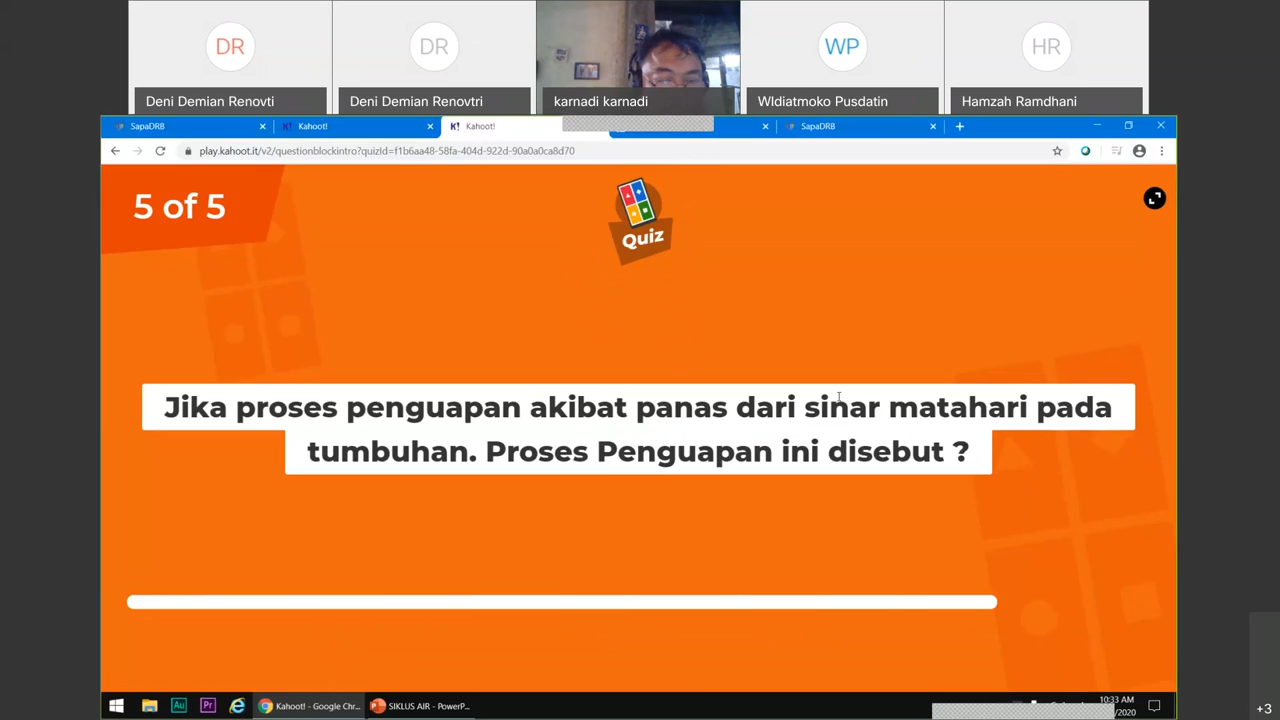 DR
DR
WP
HR
Deni Demian Renovti
Deni Demian Renovtri
karnadi karnadi
WIdiatmoko Pusdatin
Hamzah Ramdhani
SapaDRB
Kahoot!
Kahoot!
SapaDRB
play.kahoot.it/v2/questionblockintro?quizId=f1b6aa48-58fa-404d-922d-90a0a0ca8d70
5 of 5
Quiz
Jika proses penguapan akibat panas dari sinar matahari pada
tumbuhan. Proses Penguapan ini disebut ?
Au
Pr
Kahoot! - Google Chr...
SIKLUS AIR - PowerP...
10:33 AM
/2020
+3